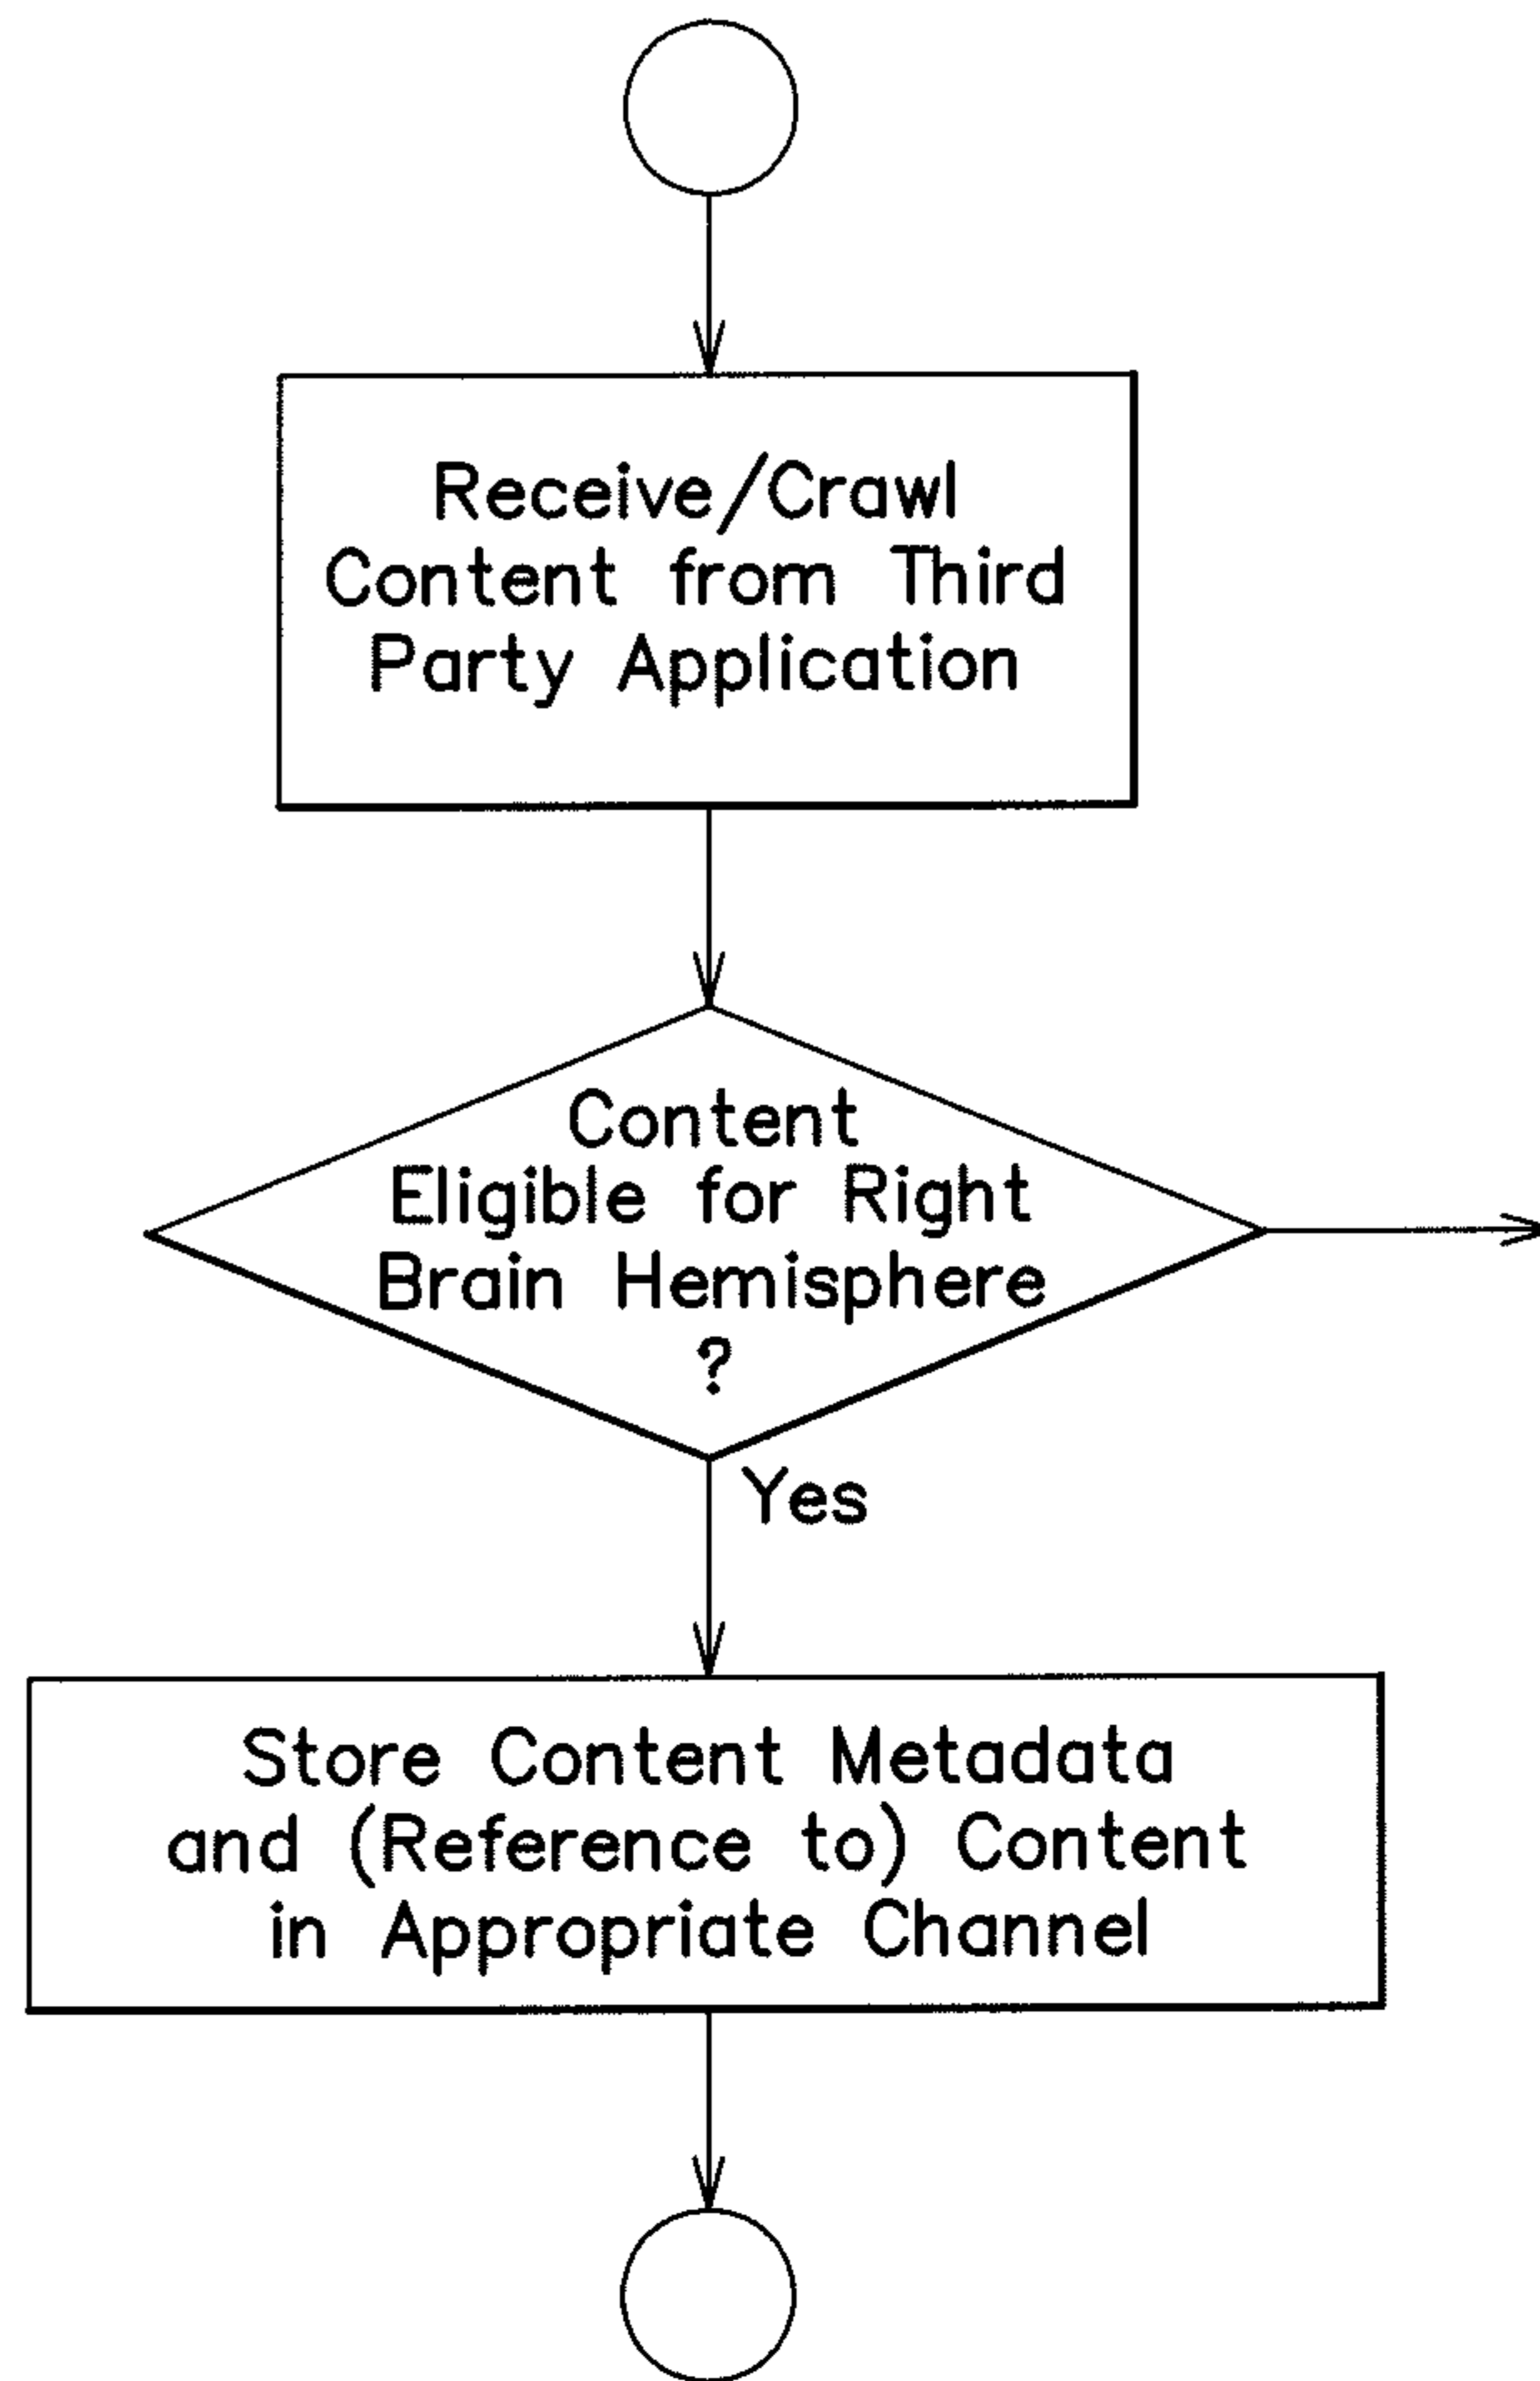 Receive/Crawl
Content from Third
Party Application
Content
Eligible for Right
Brain Hemisphere
?
Yes
Store Content Metadata
and (Reference to) Content
in Appropriate Channel